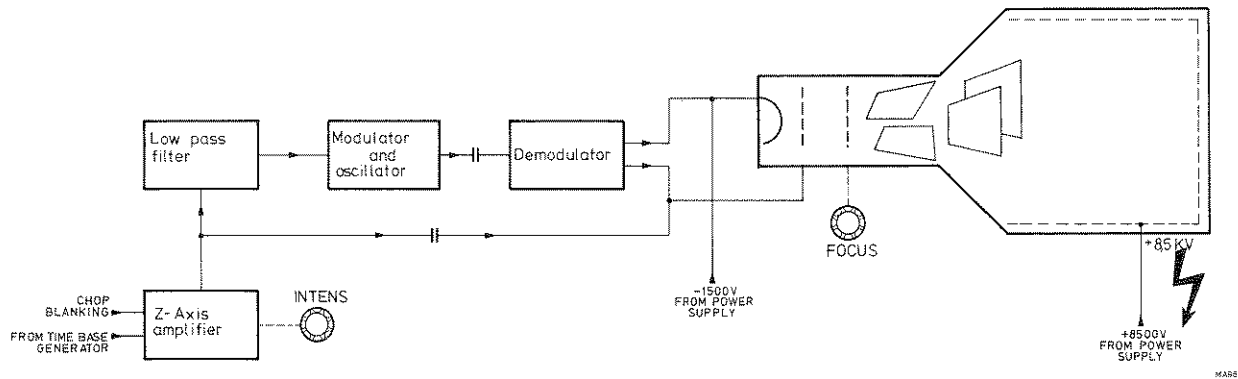 Low pass
filter
Modulator
and
oscillator
Demodulator
FOCUS
+8,5 KV
CHOP
BLANKING
FROM TIME BASE
GENERATOR
Z-Axis
amplifier
INTENS
-1500V
FROM POWER
SUPPLY
+8500V
FROM POWER
SUPPLY